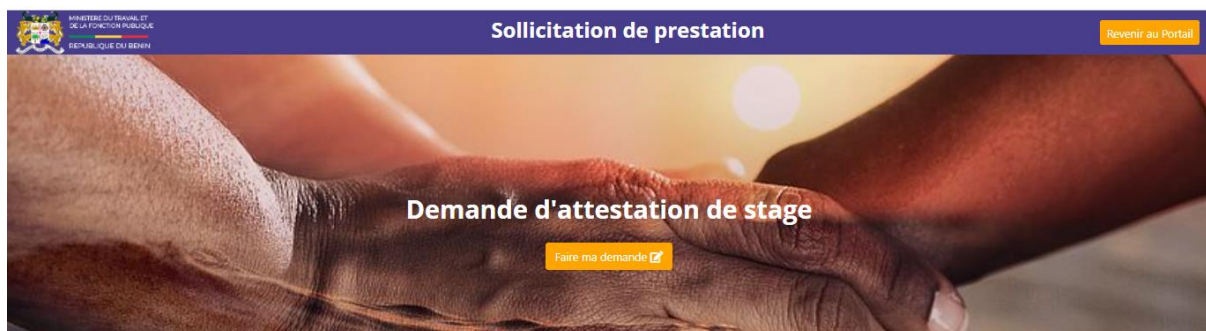 MINISTERE DU TRAVAIL ET
DE LA FONCTION PUBLIQUE
REPUBLIQUE DU BENIN
Sollicitation de prestation
Revenir au Portail
Demande d'attestation de stage
Faire ma demande